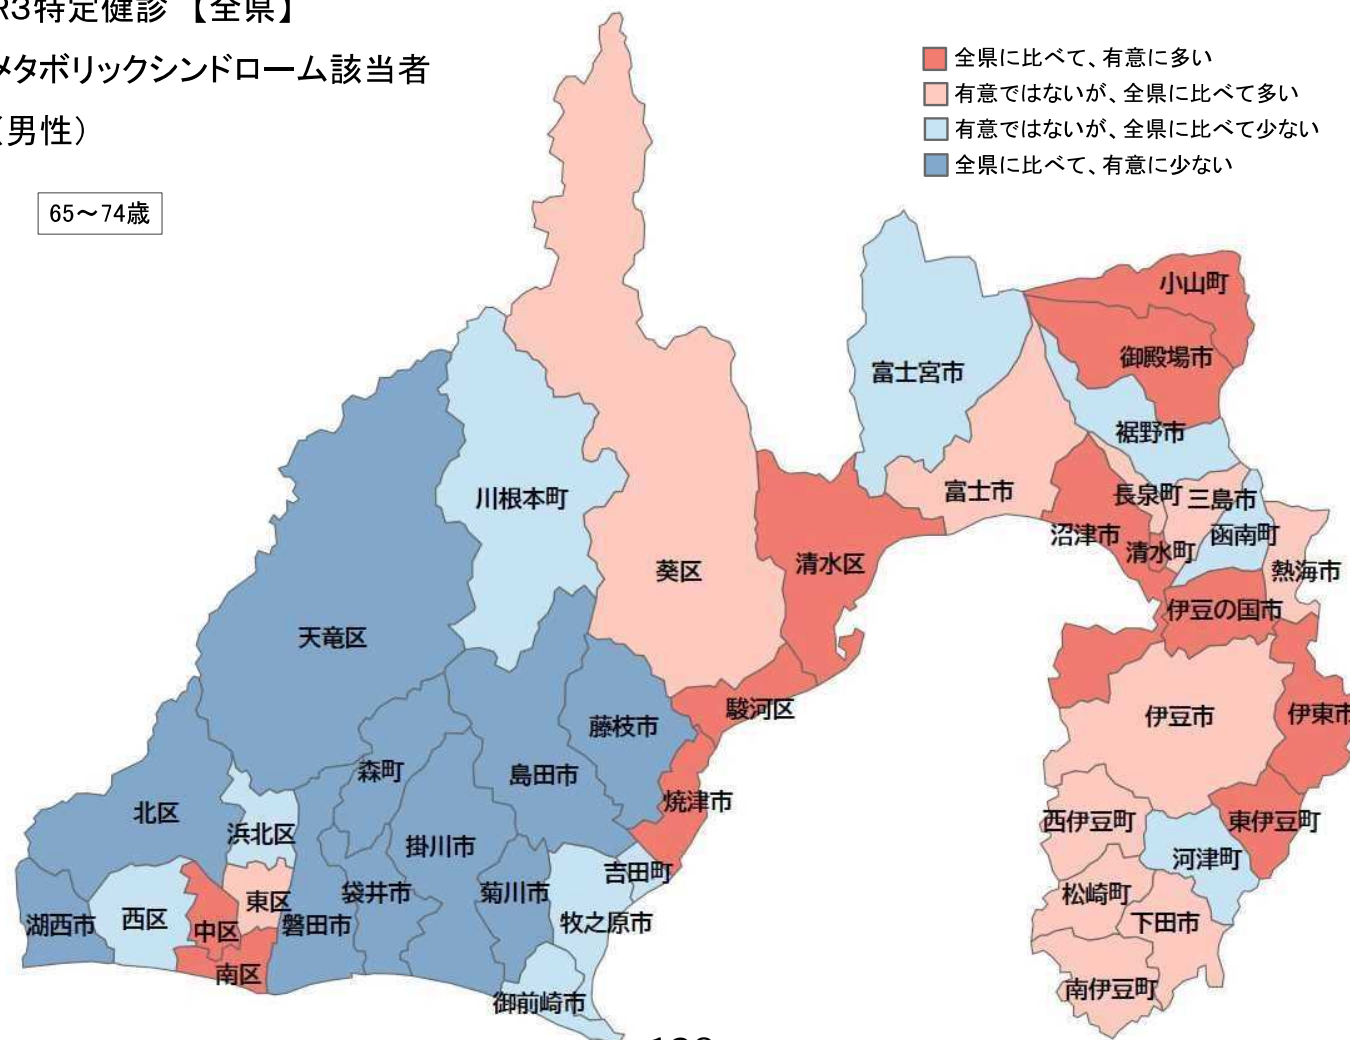 R3特定健診 【全県】
メタボリックシンドローム該当者
(男性)
65～74歳
全県に比べて、有意に多い
有意ではないが、全県に比べて多い
有意ではないが、全県に比べて少ない
全県に比べて、有意に少ない
小山町
御殿場市
富士宮市
裾野市
富士市
長泉町
三島市
川根本町
沼津市
函南町
清水町
清水区
葵区
熱海市
伊豆の国市
天竜区
駿河区
伊豆市
伊東市
藤枝市
森町
島田市
焼津市
北区
浜北区
西伊豆町
東伊豆町
掛川市
河津町
吉田町
袋井市
菊川市
松崎町
東区
湖西市
西区
中区
磐田市
牧之原市
下田市
南区
御前崎市
南伊豆町